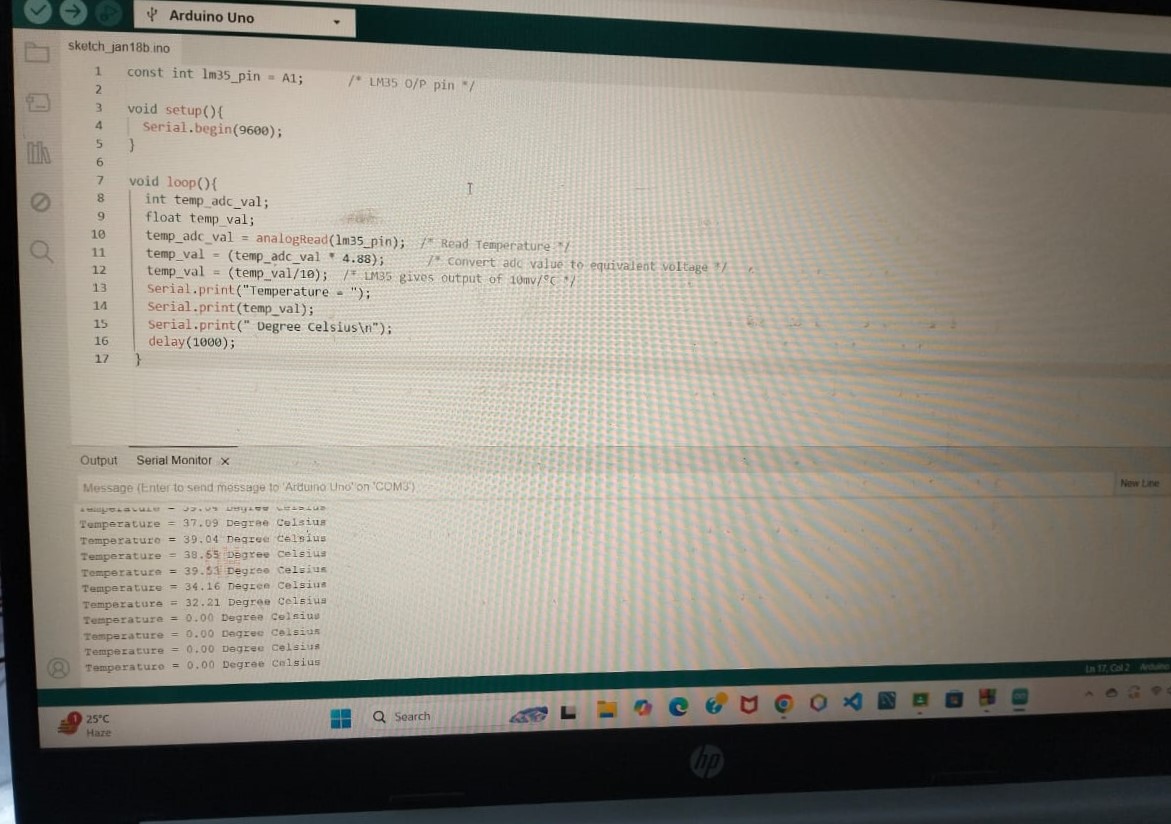 Arduino Uno
sketch_jan18b.ino
1 const int lm35_pin = A1; /* LM35 O/P pin */
2
3 void setup(){
4 Serial.begin(9600);
5 }
6
7 void loop(){
8 int temp_adc_val;
9 float temp_val;
10 temp_adc_val = analogRead(lm35_pin); /* Read Temperature */
11 temp_val = (temp_adc_val * 4.88); /* Convert adc value to equivalent voltage */
12 temp_val = (temp_val/10); /* LM35 gives output of 10mv/°C */
13 Serial.print("Temperature = ");
14 Serial.print(temp_val);
15 Serial.print(" Degree Celsius\n");
16 delay(1000);
17 }
Output Serial Monitor x
Message (Enter to send message to 'Arduino Uno' on 'COM3') New Line
Temperature = 37.09 Degree Celsius
Temperature = 39.04 Degree Celsius
Temperature = 38.55 Degree Celsius
Temperature = 39.53 Degree Celsius
Temperature = 34.16 Degree Celsius
Temperature = 32.21 Degree Celsius
Temperature = 0.00 Degree Celsius
Temperature = 0.00 Degree Celsius
Temperature = 0.00 Degree Celsius
Temperature = 0.00 Degree Celsius
Ln 17, Col 2 Arduino
25°C
Haze
Search
hp